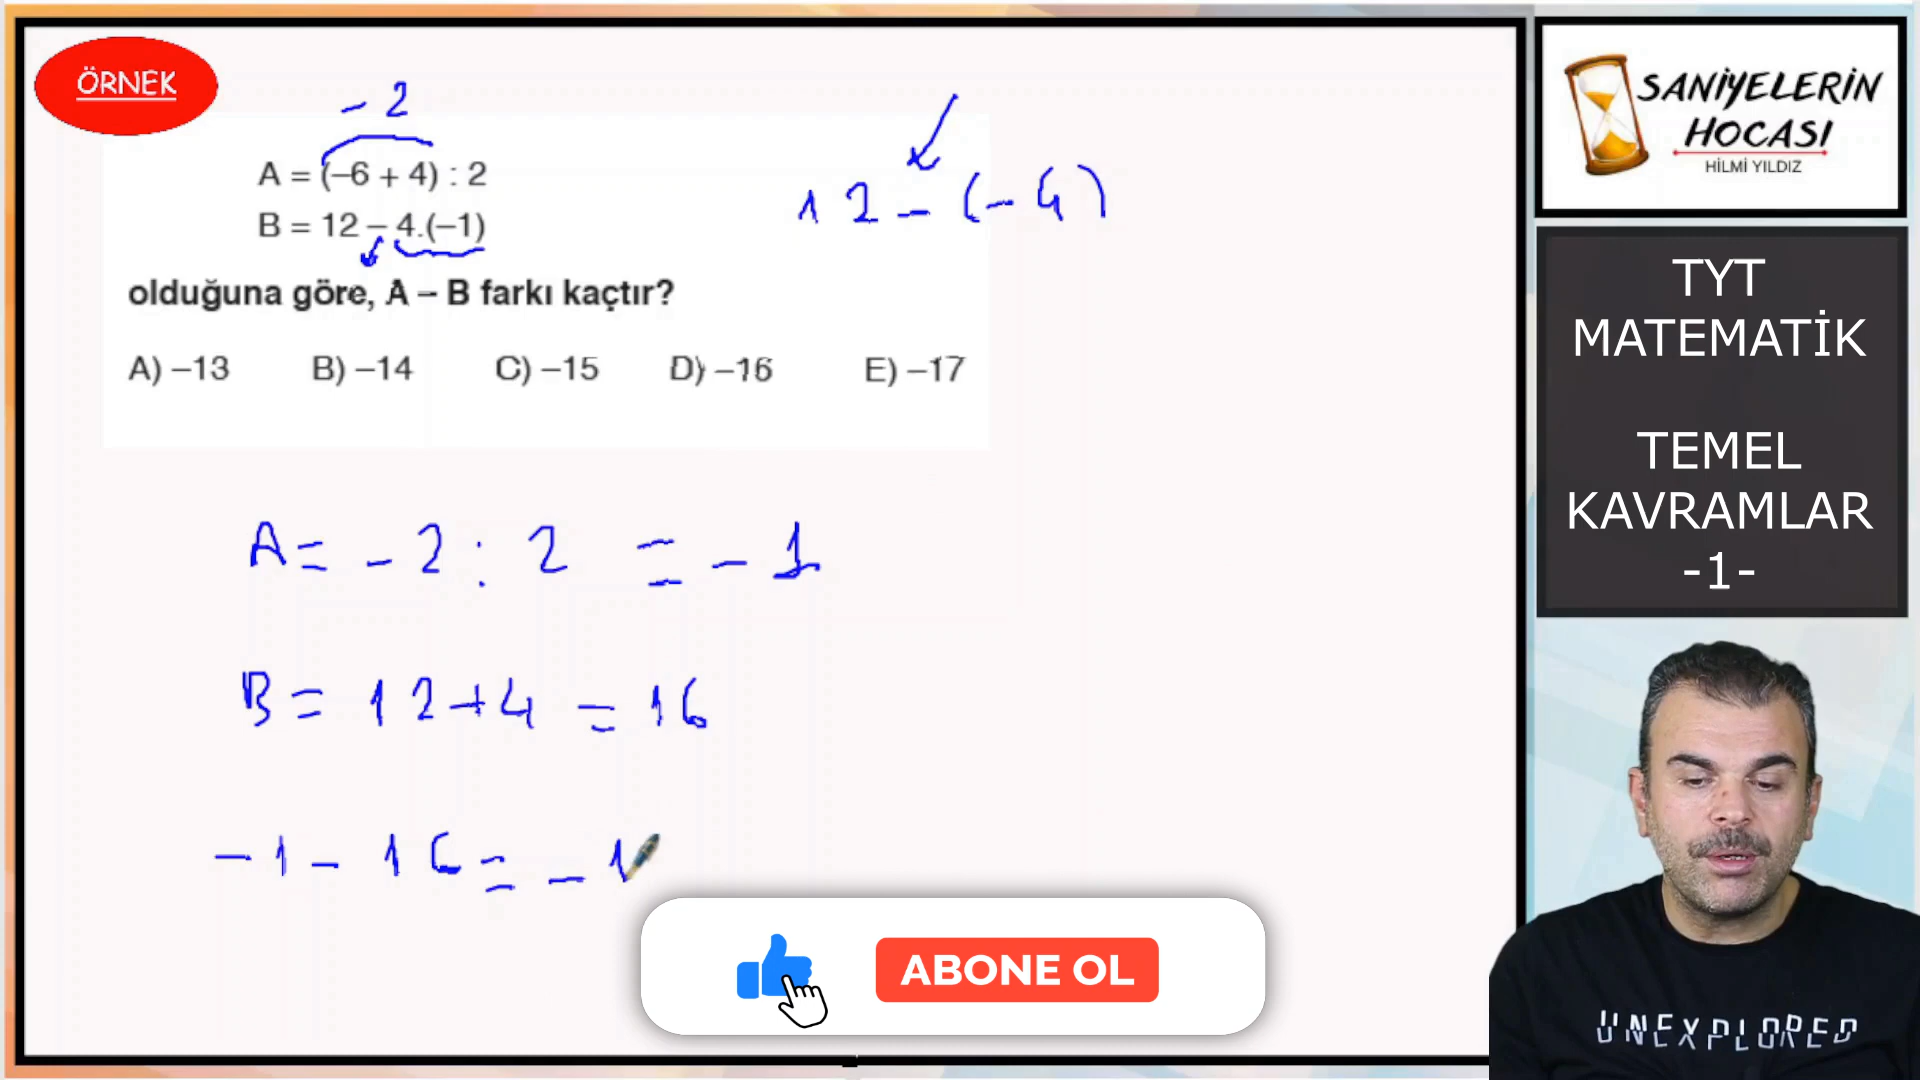 ÖRNEK
- 2
A = (–6 + 4) : 2
B = 12 – 4.(–1)
12 - (- 4)
olduğuna göre, A – B farkı kaçtır?
A) –13 B) –14 C) –15 D) –16 E) –17
A = - 2 : 2 = - 1
B = 12 + 4 = 16
- 1 - 16 = - 1
ABONE OL
SANİYELERİN
HOCASI
HİLMİ YILDIZ
TYT
MATEMATİK
TEMEL
KAVRAMLAR
-1-
UNEXPLORED